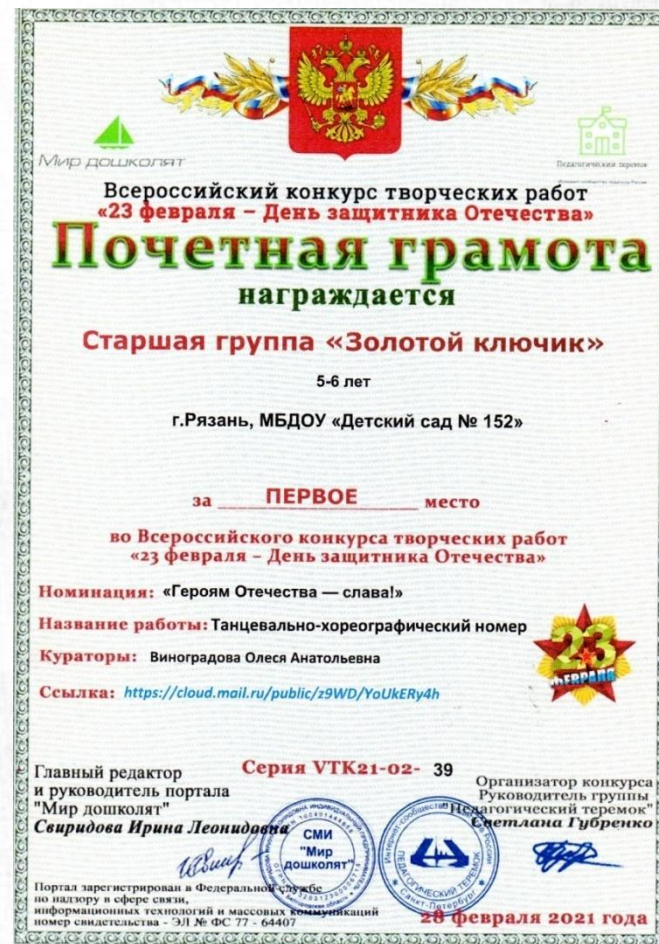 Мир дошколят
Педагогический теремок
Всероссийский конкурс творческих работ
«23 февраля – День защитника Отечества»
Почетная грамота
награждается
Старшая группа «Золотой ключик»
5-6 лет
г.Рязань, МБДОУ «Детский сад № 152»
за ПЕРВОЕ место
во Всероссийского конкурса творческих работ
«23 февраля – День защитника Отечества»
Номинация: «Героям Отечества — слава!»
Название работы: Танцевально-хореографический номер
Кураторы: Виноградова Олеся Анатольевна
Ссылка: https://cloud.mail.ru/public/z9WD/YoUkERy4h
23
ФЕВРАЛЯ
Серия VTK21-02- 39
Главный редактор
и руководитель портала
"Мир дошколят"
Свиридова Ирина Леонидовна
Организатор конкурса
Руководитель группы
"Педагогический теремок"
Светлана Губренко
СМИ
"Мир
дошколят"
ПЕДАГОГИЧЕСКИЙ ТЕРЕМОК
Санкт-Петербург
Портал зарегистрирован в Федеральной службе
по надзору в сфере связи,
информационных технологий и массовых коммуникаций
номер свидетельства - ЭЛ № ФС 77 - 64407
28 февраля 2021 года